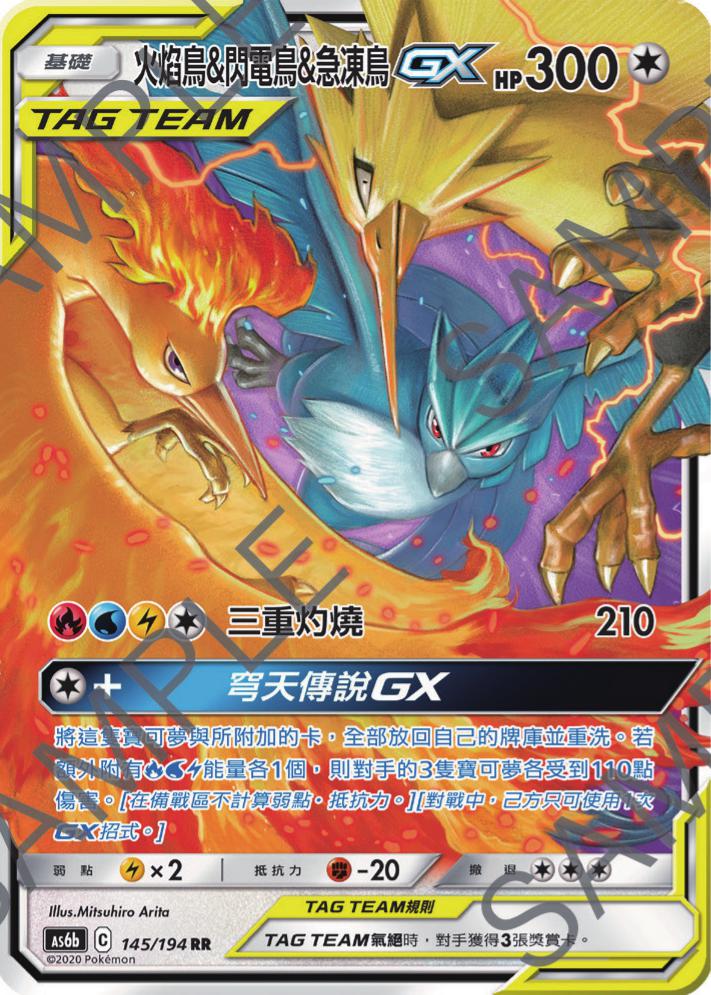 基礎 火焰鳥&閃電鳥&急凍鳥GX HP300
TAG TEAM
三重灼燒 210
+ 穹天傳說GX
將這隻寶可夢與所附加的卡，全部放回自己的牌庫並重洗。若
額外附有能量各1個，則對手的3隻寶可夢各受到110點
傷害。[在備戰區不計算弱點·抵抗力。][對戰中，己方只可使用1次
GX招式。]
弱點 ×2 抵抗力 -20 撤退
Illus.Mitsuhiro Arita
TAG TEAM規則
AS6b C 145/194 RR
TAG TEAM氣絕時，對手獲得3張獎賞卡。
©2020 Pokémon
SAMPLE
SAMPLE
SAMPLE
SAMPLE